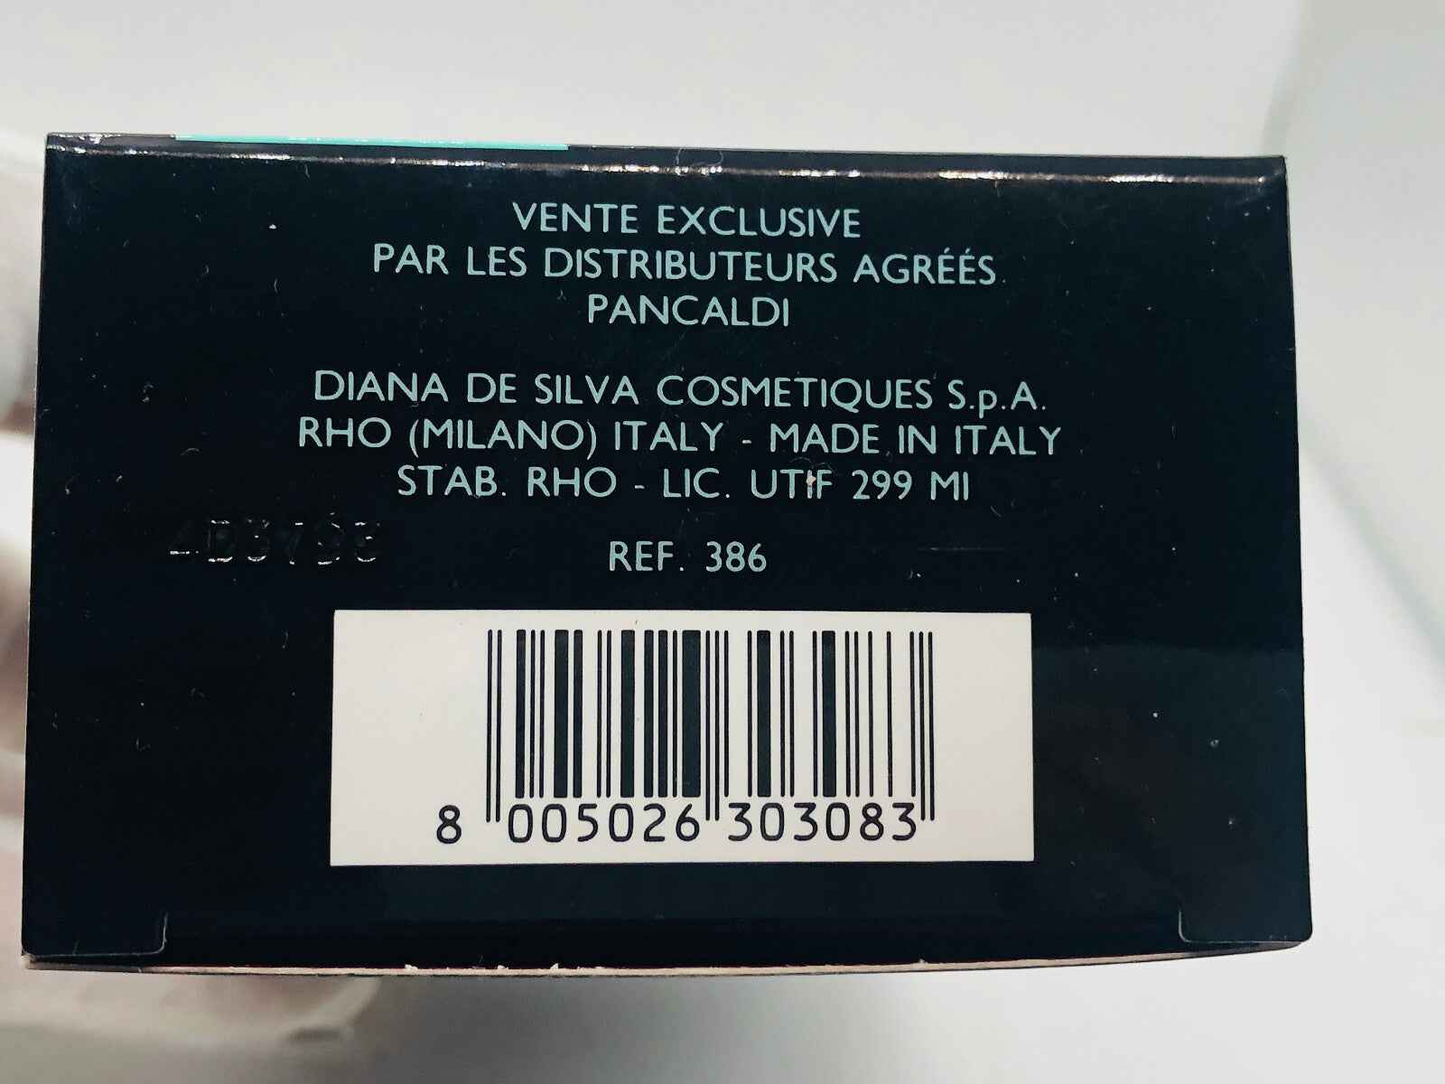 VENTE EXCLUSIVE
PAR LES DISTRIBUTEURS AGRÉÉS
PANCALDI
DIANA DE SILVA COSMETIQUES S.p.A.
RHO (MILANO) ITALY - MADE IN ITALY
STAB. RHO - LIC. UTIF 299 MI
REF. 386
8 005026 303083